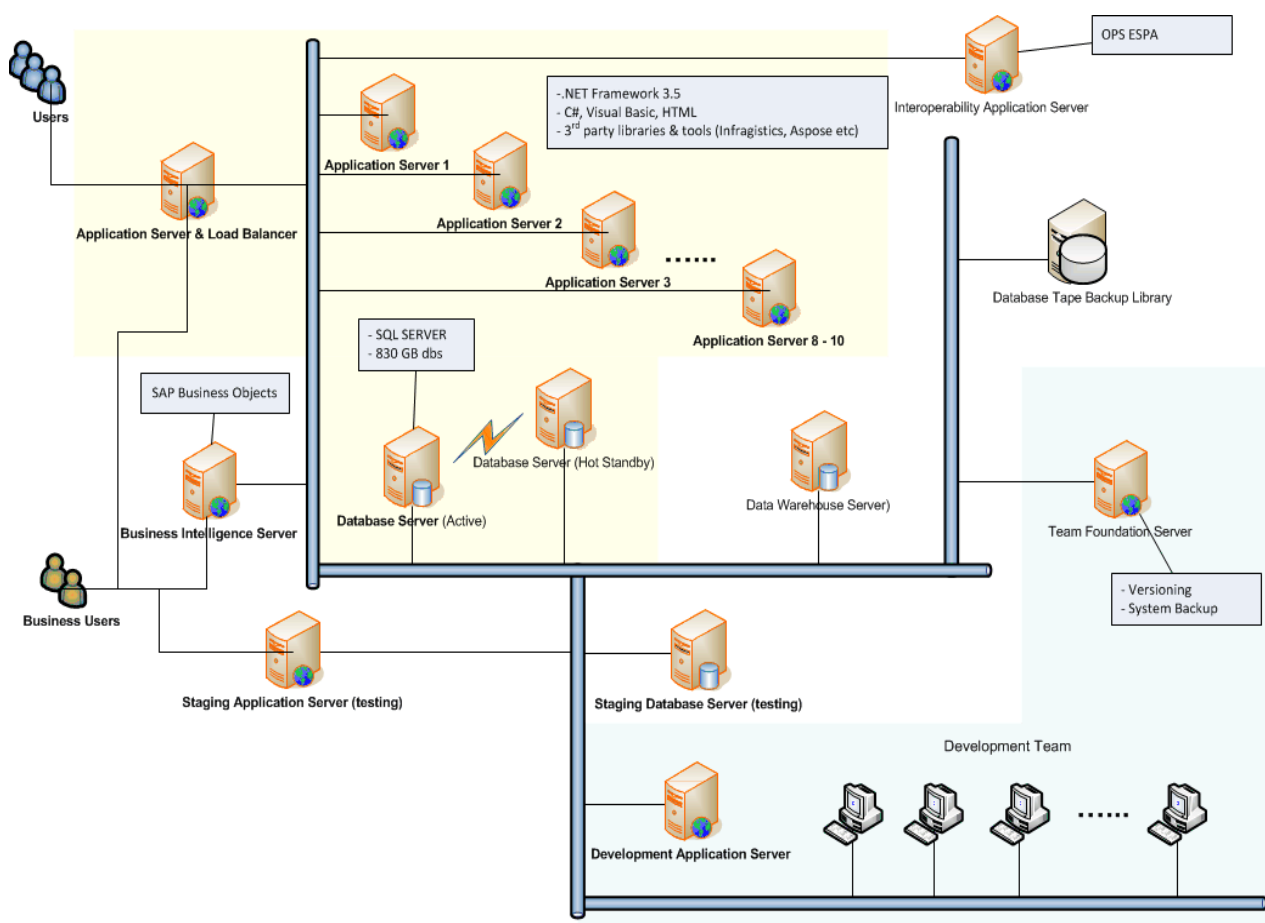 OPS ESPA
Interoperability Application Server
Users
-.NET Framework 3.5
- C#, Visual Basic, HTML
- 3rd party libraries & tools (Infragistics, Aspose etc)
Application Server 1
Application Server & Load Balancer
Application Server 2
Application Server 3
......
Database Tape Backup Library
Application Server 8 - 10
- SQL SERVER
- 830 GB dbs
SAP Business Objects
Database Server (Hot Standby)
Database Server (Active)
Business Intelligence Server
Data Warehouse Server)
Team Foundation Server
- Versioning
- System Backup
Business Users
Staging Application Server (testing)
Staging Database Server (testing)
Development Team
......
Development Application Server